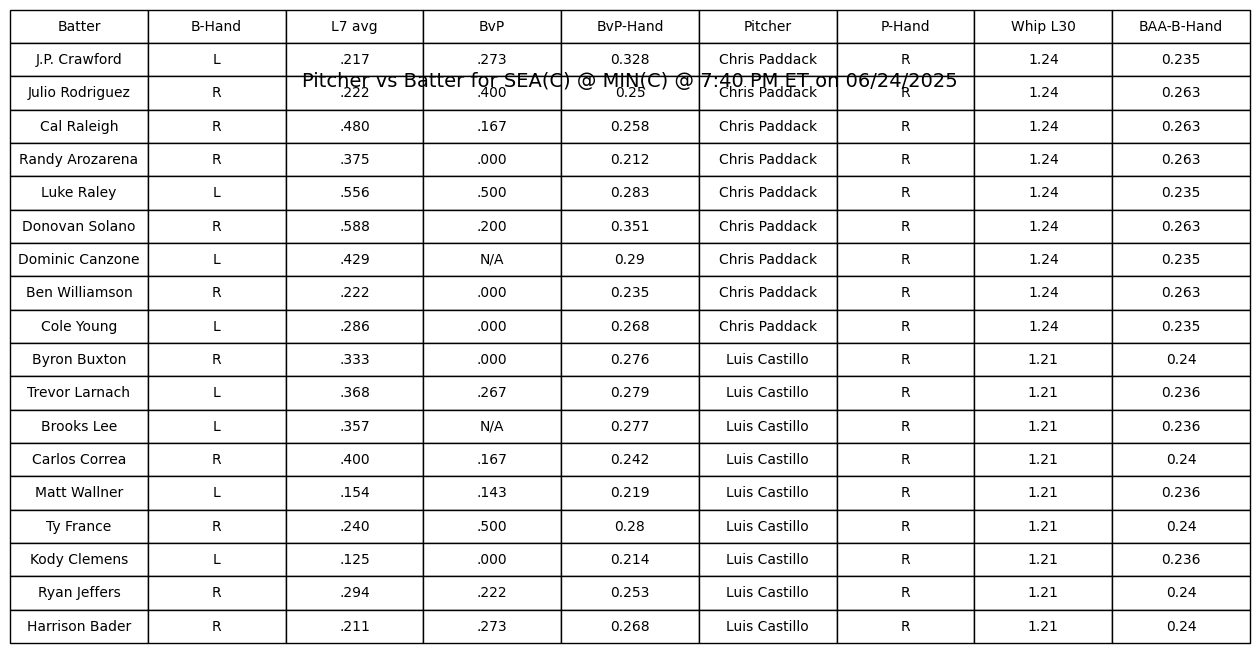 Batter B-Hand L7 avg BvP BvP-Hand Pitcher P-Hand Whip L30 BAA-B-Hand
J.P. Crawford L .217 .273 0.328 Chris Paddack R 1.24 0.235
Pitcher vs Batter for SEA(C) @ MIN(C) @ 7:40 PM ET on 06/24/2025
Julio Rodriguez R .222 .400 0.25 Chris Paddack R 1.24 0.263
Cal Raleigh R .480 .167 0.258 Chris Paddack R 1.24 0.263
Randy Arozarena R .375 .000 0.212 Chris Paddack R 1.24 0.263
Luke Raley L .556 .500 0.283 Chris Paddack R 1.24 0.235
Donovan Solano R .588 .200 0.351 Chris Paddack R 1.24 0.263
Dominic Canzone L .429 N/A 0.29 Chris Paddack R 1.24 0.235
Ben Williamson R .222 .000 0.235 Chris Paddack R 1.24 0.263
Cole Young L .286 .000 0.268 Chris Paddack R 1.24 0.235
Byron Buxton R .333 .000 0.276 Luis Castillo R 1.21 0.24
Trevor Larnach L .368 .267 0.279 Luis Castillo R 1.21 0.236
Brooks Lee L .357 N/A 0.277 Luis Castillo R 1.21 0.236
Carlos Correa R .400 .167 0.242 Luis Castillo R 1.21 0.24
Matt Wallner L .154 .143 0.219 Luis Castillo R 1.21 0.236
Ty France R .240 .500 0.28 Luis Castillo R 1.21 0.24
Kody Clemens L .125 .000 0.214 Luis Castillo R 1.21 0.236
Ryan Jeffers R .294 .222 0.253 Luis Castillo R 1.21 0.24
Harrison Bader R .211 .273 0.268 Luis Castillo R 1.21 0.24